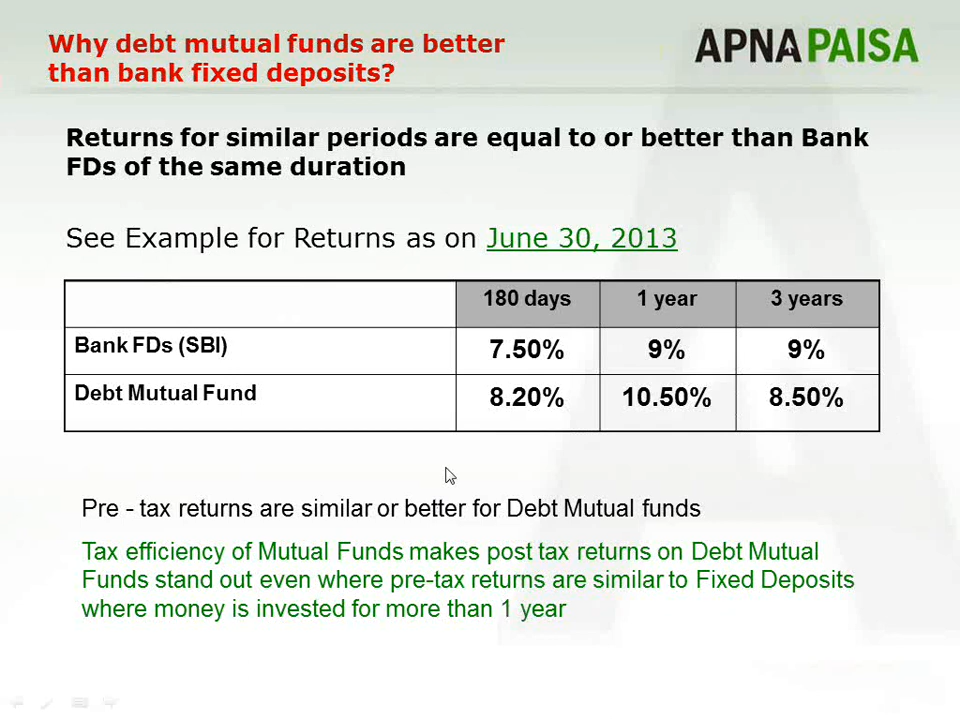 Why debt mutual funds are better
than bank fixed deposits?
APNAPAISA
Returns for similar periods are equal to or better than Bank
FDs of the same duration
See Example for Returns as on June 30, 2013
180 days 1 year 3 years
Bank FDs (SBI) 7.50% 9% 9%
Debt Mutual Fund 8.20% 10.50% 8.50%
Pre - tax returns are similar or better for Debt Mutual funds
Tax efficiency of Mutual Funds makes post tax returns on Debt Mutual
Funds stand out even where pre-tax returns are similar to Fixed Deposits
where money is invested for more than 1 year